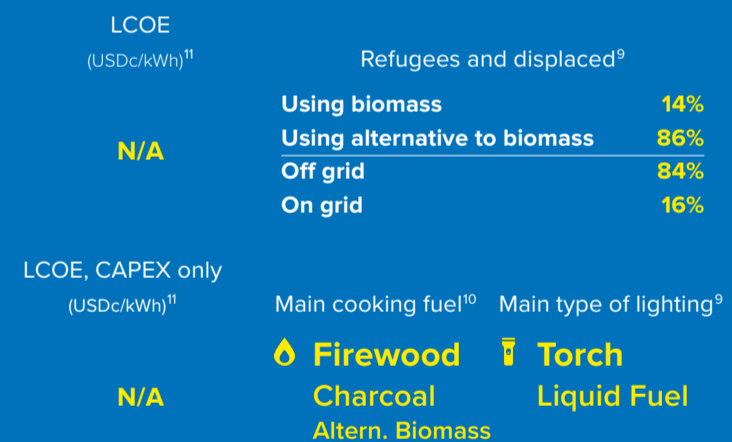 LCOE
(USDc/kWh)11
N/A
Refugees and displaced9
Using biomass 14%
Using alternative to biomass 86%
Off grid 84%
On grid 16%
LCOE, CAPEX only
(USDc/kWh)11
N/A
Main cooking fuel10
Firewood
Charcoal
Altern. Biomass
Main type of lighting9
Torch
Liquid Fuel